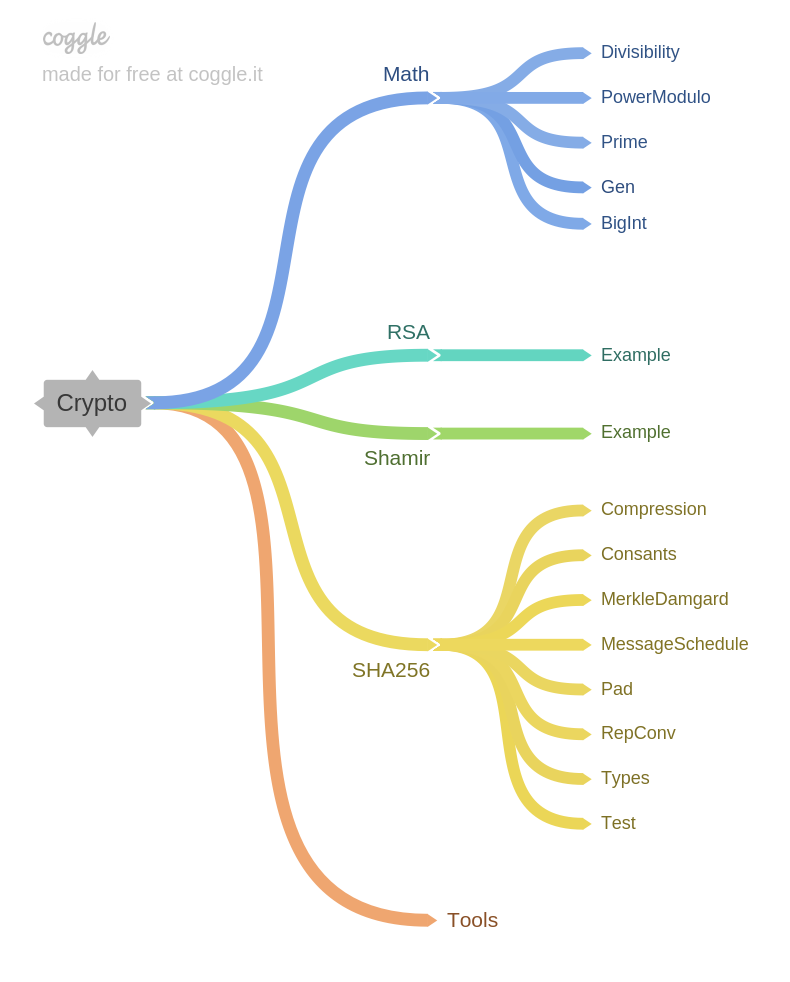 coggle
made for free at coggle.it
Crypto
Math
Divisibility
PowerModulo
Prime
Gen
BigInt
RSA
Example
Shamir
Example
SHA256
Compression
Consants
MerkleDamgard
MessageSchedule
Pad
RepConv
Types
Test
Tools